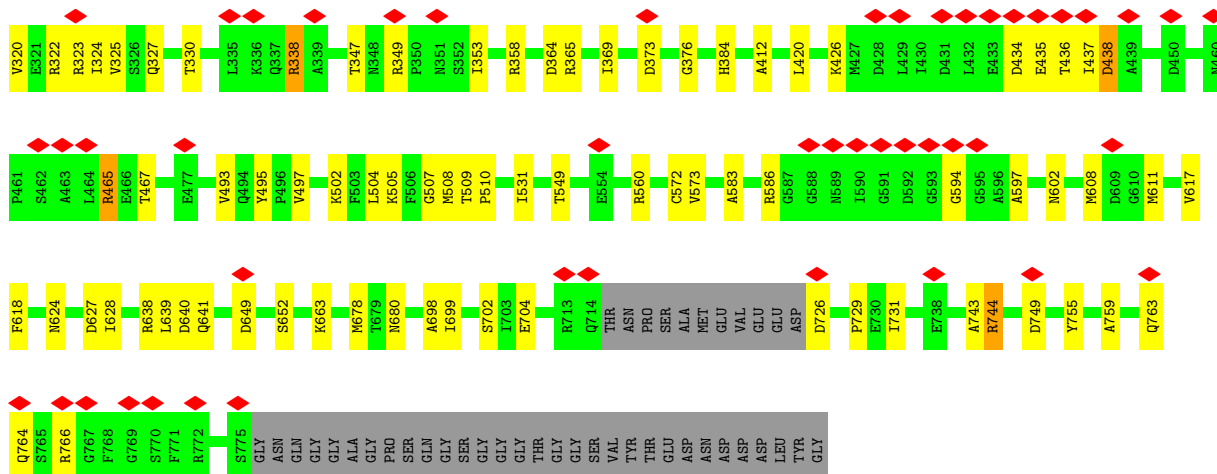 V320 E321 R322 R323 I324 V325 S326 Q327 T330 L335 K336 Q337 R338 A339 T347 N348 R349 P350 N351 S352 I353 R358 D364 R365 I369 D373 G376 H384 A412 L420 K426 M427 D428 L429 I430 D431 L432 E433 D434 E435 T436 I437 D438 A439 D450 N460
P461 S462 A463 L464 R465 E466 T467 E477 V493 Q494 Y495 P496 V497 K502 F503 L504 K505 F506 G507 M508 T509 P510 I531 T549 E554 R560 C572 V573 A583 R586 G587 G588 N589 I590 G591 D592 G593 G594 G595 A596 A597 N602 M608 D609 G610 M611 V617
F618 N624 D627 I628 R638 L639 D640 Q641 D649 S652 K663 M678 T679 N680 A698 I699 S702 I703 E704 R713 Q714 THR ASN PRO SER ALA MET GLU VAL GLU GLU ASP D726 P729 E730 I731 E738 A743 R744 D749 Y755 A759 Q763
Q764 S765 R766 G767 F768 G769 S770 F771 R772 S775 GLY ASN GLN GLY GLY ALA GLY PRO SER GLN GLY SER GLY GLY GLY THR GLY GLY SER VAL TYR THR GLU ASP ASN ASP ASP ASP LEU TYR GLY